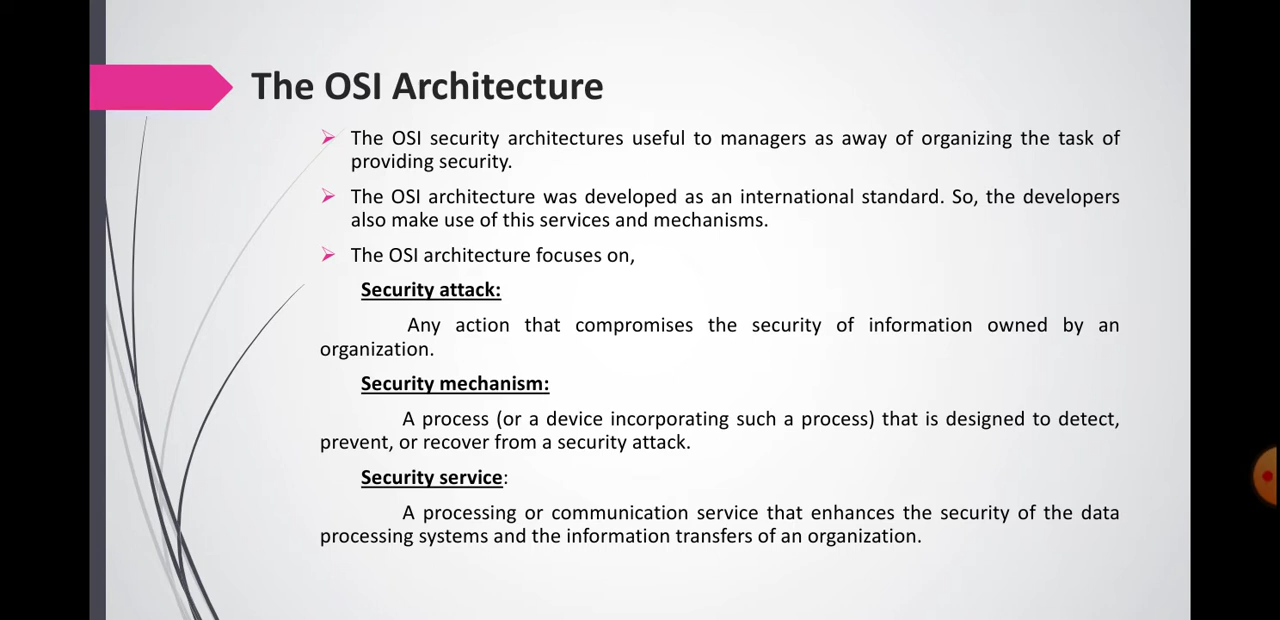 The OSI Architecture
The OSI security architectures useful to managers as away of organizing the task of
providing security.
The OSI architecture was developed as an international standard. So, the developers
also make use of this services and mechanisms.
The OSI architecture focuses on,
Security attack:
Any action that compromises the security of information owned by an
organization.
Security mechanism:
A process (or a device incorporating such a process) that is designed to detect,
prevent, or recover from a security attack.
Security service:
A processing or communication service that enhances the security of the data
processing systems and the information transfers of an organization.